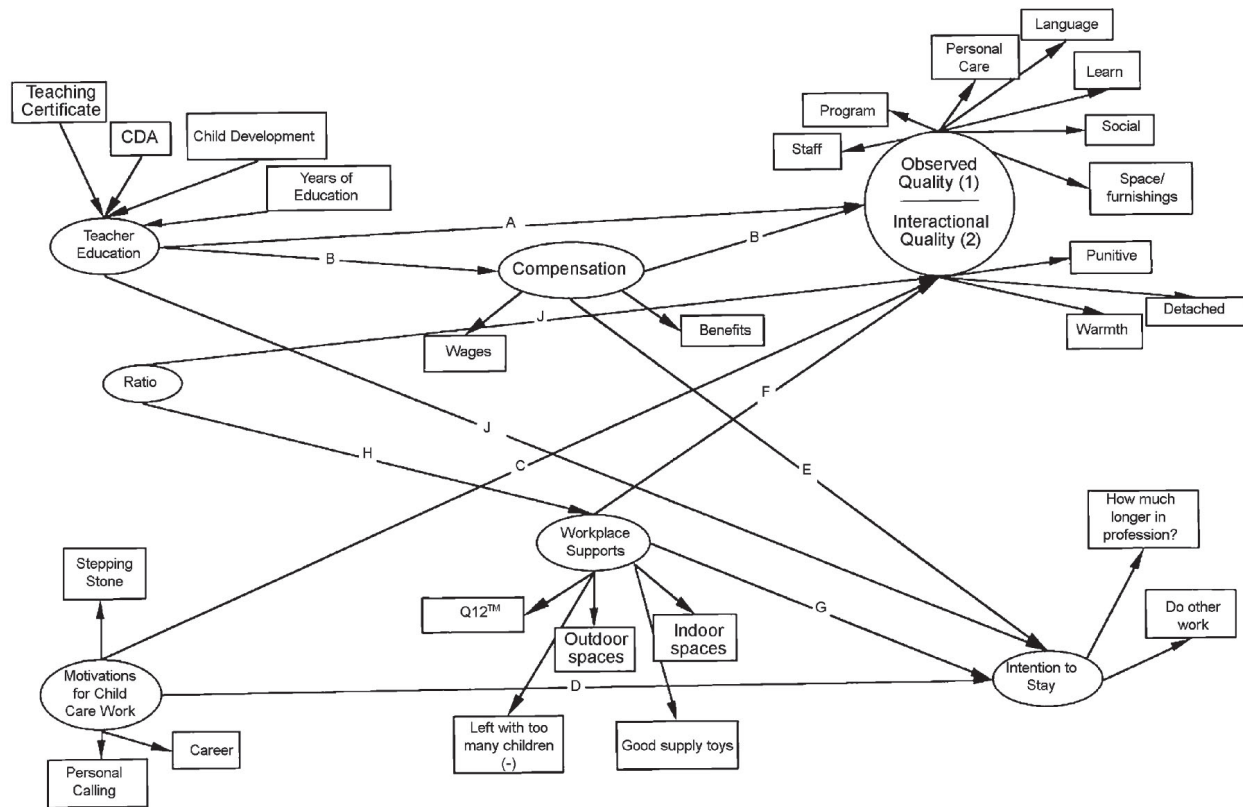 Language
Personal
Care
Learn
Teaching
Certificate
Program
CDA
Child Development
Social
Staff
Observed
Quality (1)
Years of
Education
Space/
furnishings
Interactional
Quality (2)
A
Teacher
Education
B
B
Compensation
Punitive
Detached
J
Benefits
Warmth
Wages
Ratio
F
J
H
C
E
How much
longer in
profession?
Workplace
Supports
Stepping
Stone
Q12™
G
Do other
work
Outdoor
spaces
Indoor
spaces
Motivations
for Child
Care Work
D
Intention to
Stay
Left with too
many children
(-)
Good supply toys
Career
Personal
Calling